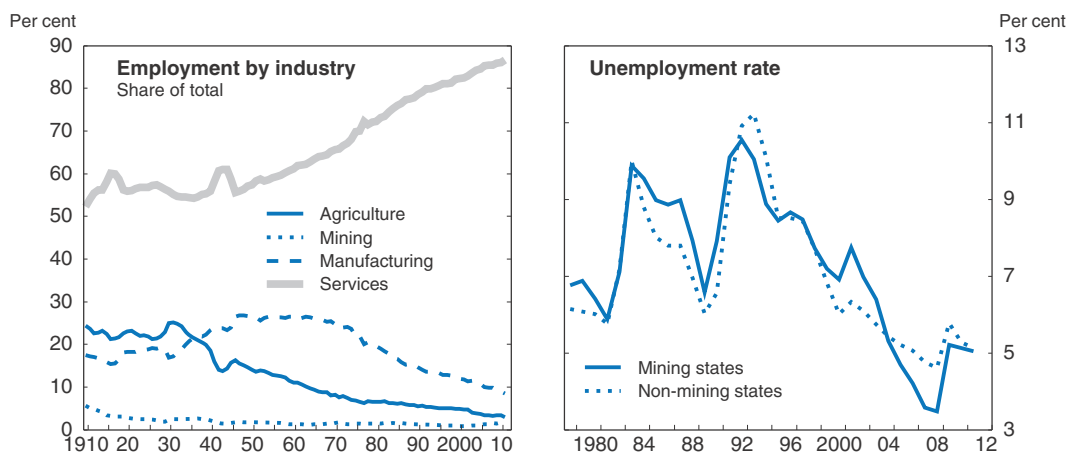 Per cent
Employment by industry
Share of total
90
80
70
60
50
40
30
20
10
0
Agriculture
Mining
Manufacturing
Services
1910 20 30 40 50 60 70 80 90 2000 10
Per cent
Unemployment rate
13
11
9
7
5
3
Mining states
Non-mining states
1980 84 88 92 96 2000 04 08 12